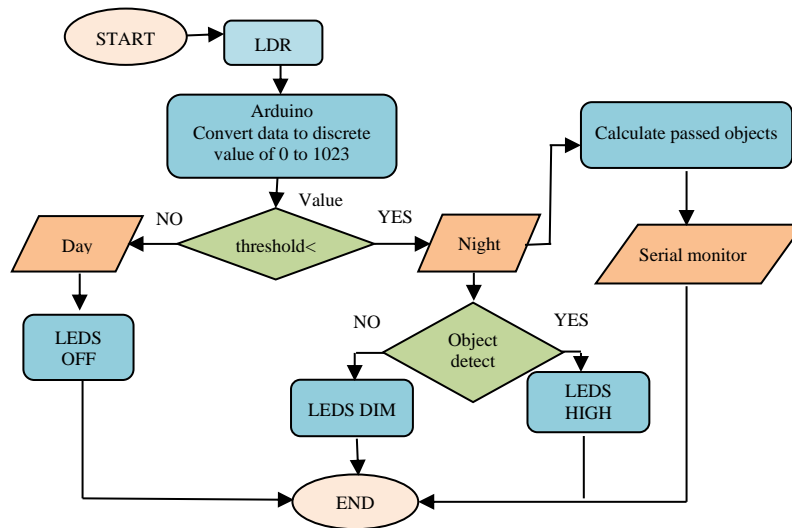 START
LDR
Arduino
Convert data to discrete
value of 0 to 1023
Calculate passed objects
Value
NO
YES
Day
threshold<
Night
Serial monitor
LEDS
OFF
NO
YES
Object
detect
LEDS DIM
LEDS
HIGH
END